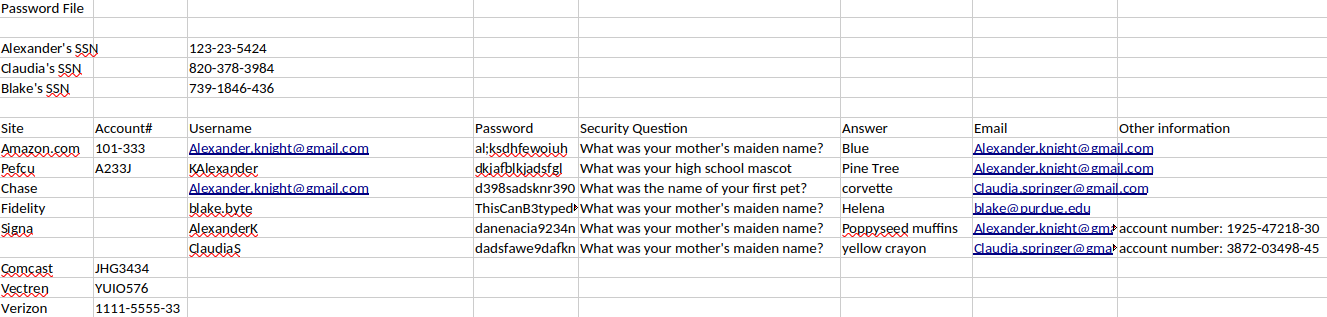 Password File
Alexander's SSN 123-23-5424
Claudia's SSN 820-378-3984
Blake's SSN 739-1846-436
Site Account# Username Password Security Question Answer Email Other information
Amazon.com 101-333 Alexander.knight@gmail.com al;ksdhfewoiuh What was your mother's maiden name? Blue Alexander.knight@gmail.com
Pefcu A233J KAlexander dkjafblkjadsfgl What was your high school mascot Pine Tree Alexander.knight@gmail.com
Chase Alexander.knight@gmail.com d398sadsknr390 What was the name of your first pet? corvette Claudia.springer@gmail.com
Fidelity blake.byte ThisCanB3typed What was your mother's maiden name? Helena blake@purdue.edu
Signa AlexanderK danenacia9234n What was your mother's maiden name? Poppyseed muffins Alexander.knight@gm account number: 1925-47218-30
ClaudiaS dadsfawe9dafkn What was your mother's maiden name? yellow crayon Claudia.springer@gma account number: 3872-03498-45
Comcast JHG3434
Vectren YUIO576
Verizon 1111-5555-33